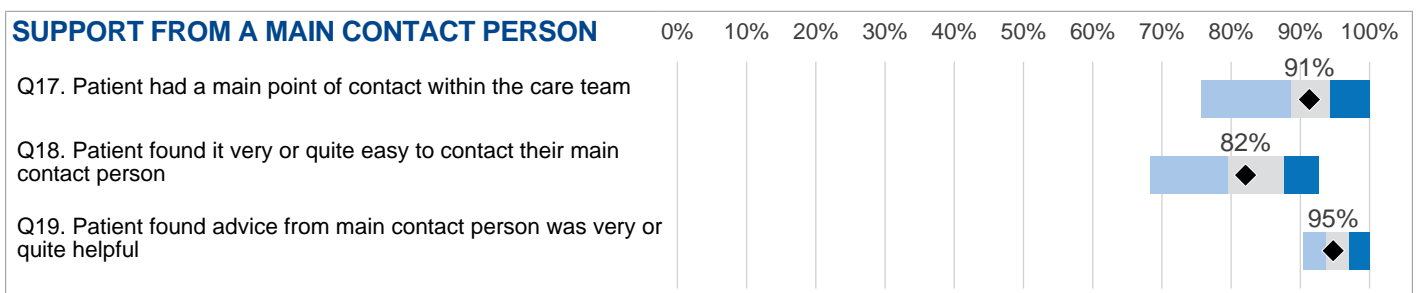 SUPPORT FROM A MAIN CONTACT PERSON 0% 10% 20% 30% 40% 50% 60% 70% 80% 90% 100%
Q17. Patient had a main point of contact within the care team
91%
Q18. Patient found it very or quite easy to contact their main
contact person
82%
Q19. Patient found advice from main contact person was very or
quite helpful
95%